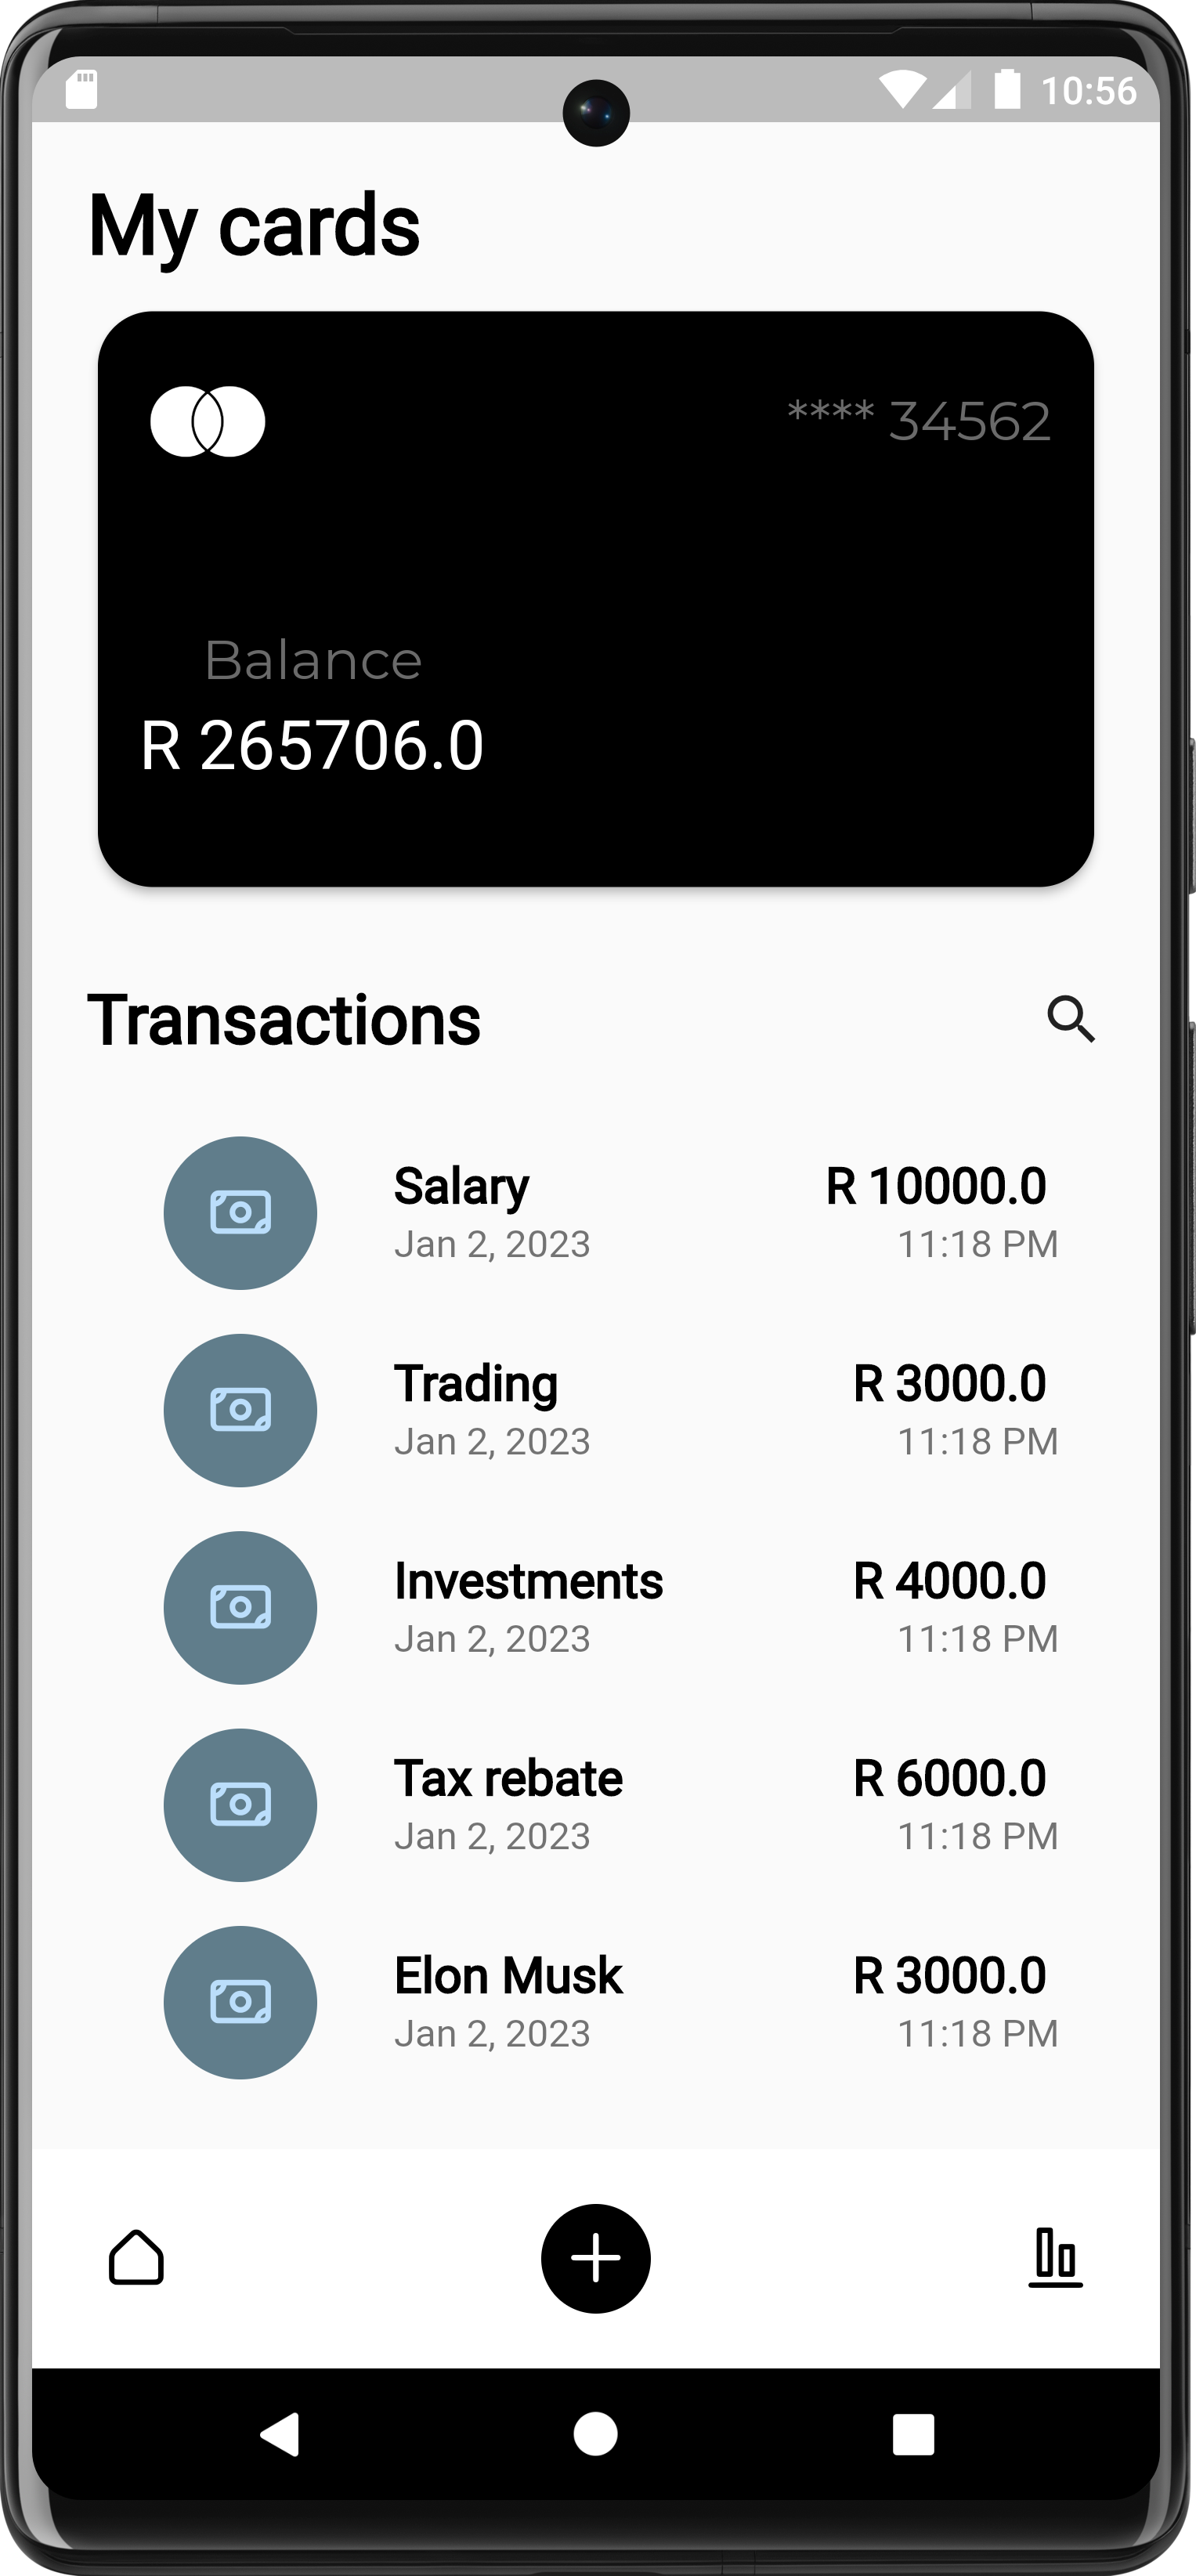 10:56
My cards
**** 34562
Balance
R 265706.0
Transactions
Salary R 10000.0
Jan 2, 2023 11:18 PM
Trading R 3000.0
Jan 2, 2023 11:18 PM
Investments R 4000.0
Jan 2, 2023 11:18 PM
Tax rebate R 6000.0
Jan 2, 2023 11:18 PM
Elon Musk R 3000.0
Jan 2, 2023 11:18 PM